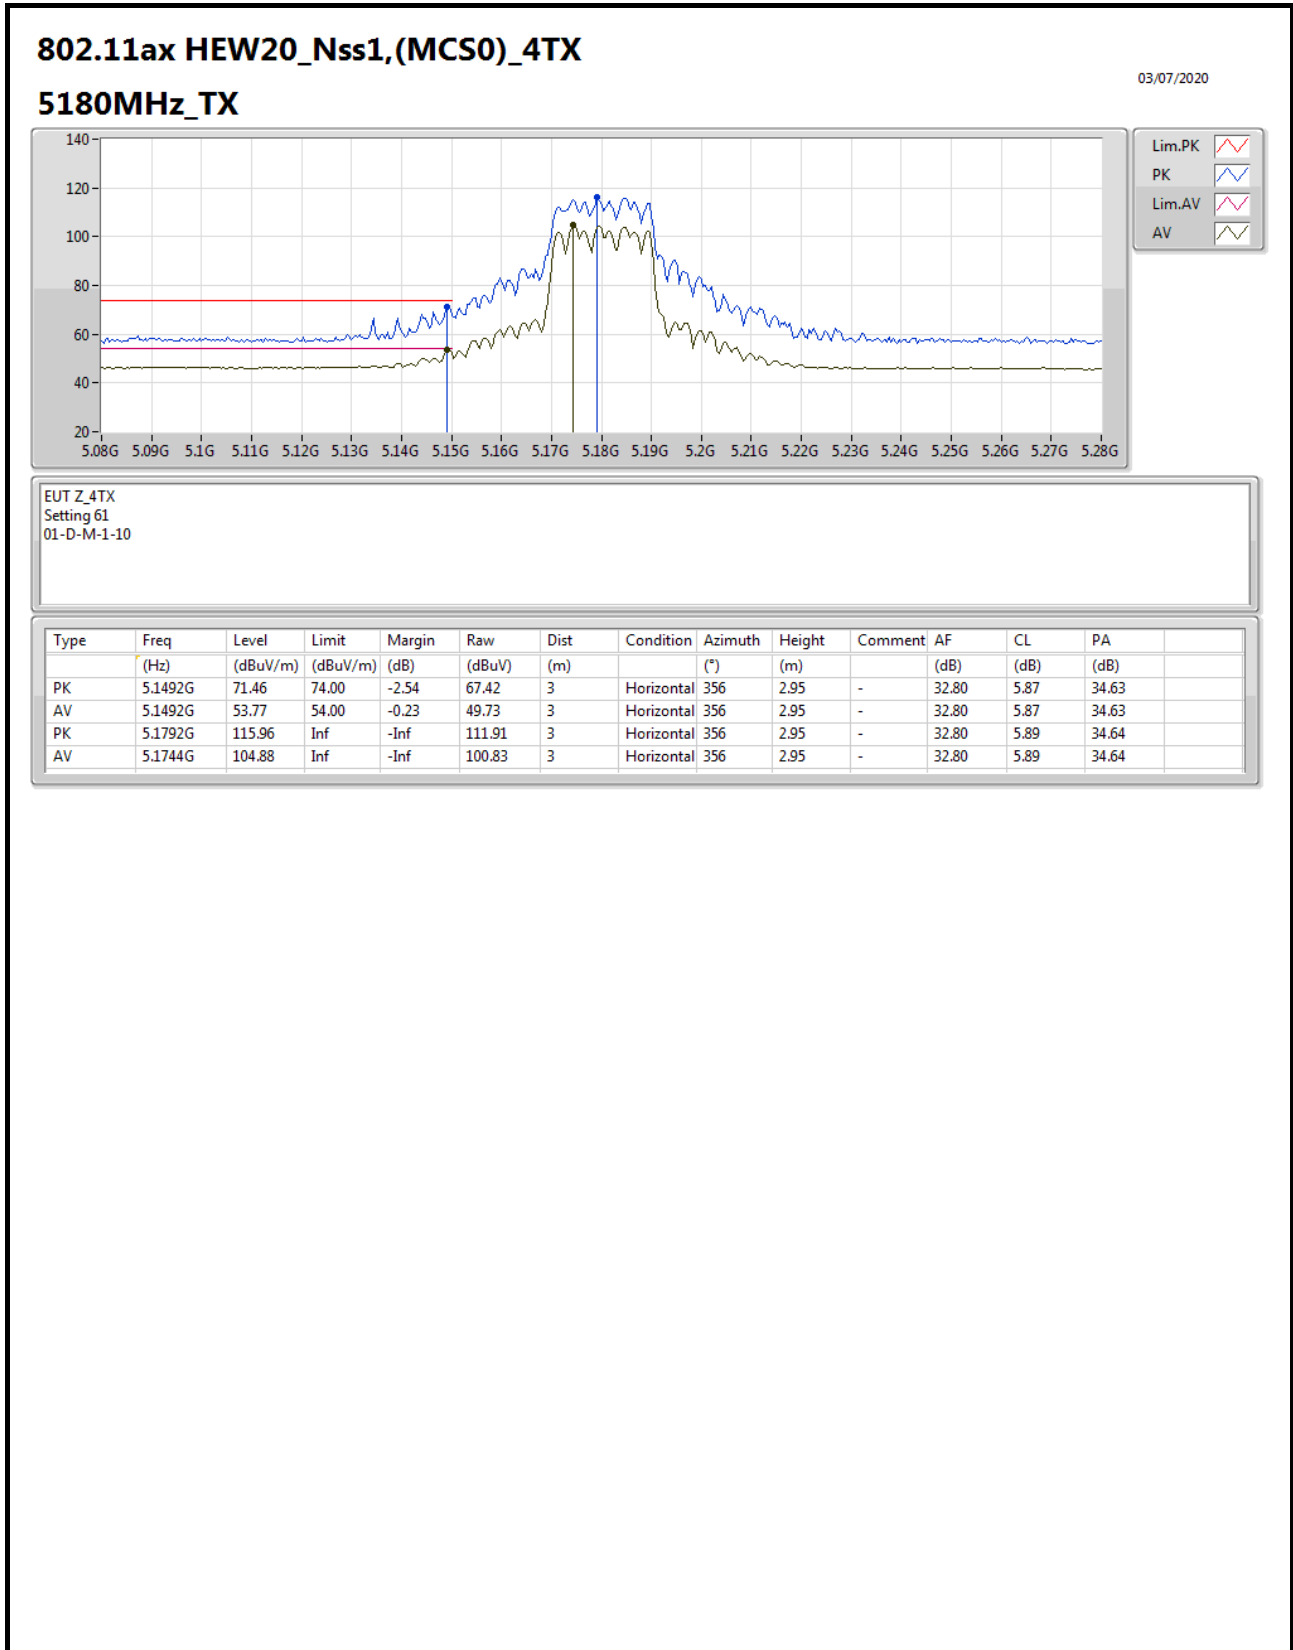 802.11ax HEW20_Nss1,(MCS0)_4TX
03/07/2020
5180MHz_TX
140
120
100
80
60
40
20
5.08G 5.09G 5.1G 5.11G 5.12G 5.13G 5.14G 5.15G 5.16G 5.17G 5.18G 5.19G 5.2G 5.21G 5.22G 5.23G 5.24G 5.25G 5.26G 5.27G 5.28G
Lim.PK
PK
Lim.AV
AV
EUT Z_4TX
Setting 61
01-D-M-1-10
Type Freq Level Limit Margin Raw Dist Condition Azimuth Height Comment AF CL PA
(Hz) (dBuV/m) (dBuV/m) (dB) (dBuV) (m) (°) (m) (dB) (dB) (dB)
PK 5.1492G 71.46 74.00 -2.54 67.42 3 Horizontal 356 2.95 - 32.80 5.87 34.63
AV 5.1492G 53.77 54.00 -0.23 49.73 3 Horizontal 356 2.95 - 32.80 5.87 34.63
PK 5.1792G 115.96 Inf -Inf 111.91 3 Horizontal 356 2.95 - 32.80 5.89 34.64
AV 5.1744G 104.88 Inf -Inf 100.83 3 Horizontal 356 2.95 - 32.80 5.89 34.64